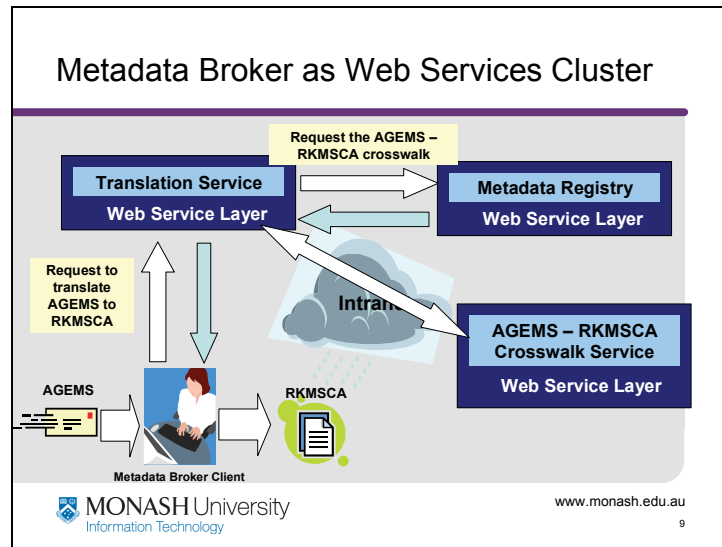 Metadata Broker as Web Services Cluster
Request the AGEMS –
RKMSCA crosswalk
Translation Service
Web Service Layer
Metadata Registry
Web Service Layer
Request to
translate
AGEMS to
RKMSCA
AGEMS – RKMSCA
Crosswalk Service
Web Service Layer
AGEMS
RKMSCA
Metadata Broker Client
MONASH University
Information Technology
www.monash.edu.au
9